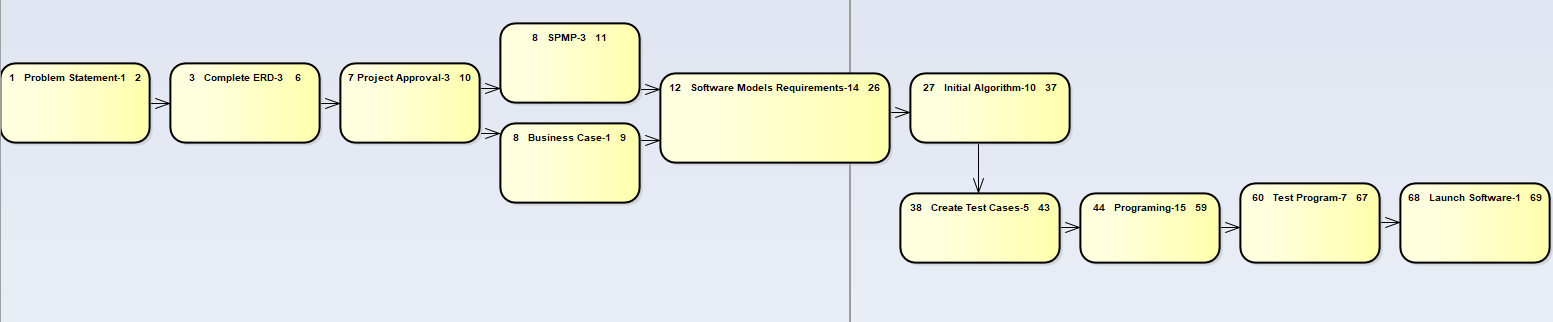 1 Problem Statement-1 2
3 Complete ERD-3 6
7 Project Approval-3 10
8 SPMP-3 11
8 Business Case-1 9
12 Software Models Requirements-14 26
27 Initial Algorithm-10 37
38 Create Test Cases-5 43
44 Programing-15 59
60 Test Program-7 67
68 Launch Software-1 69